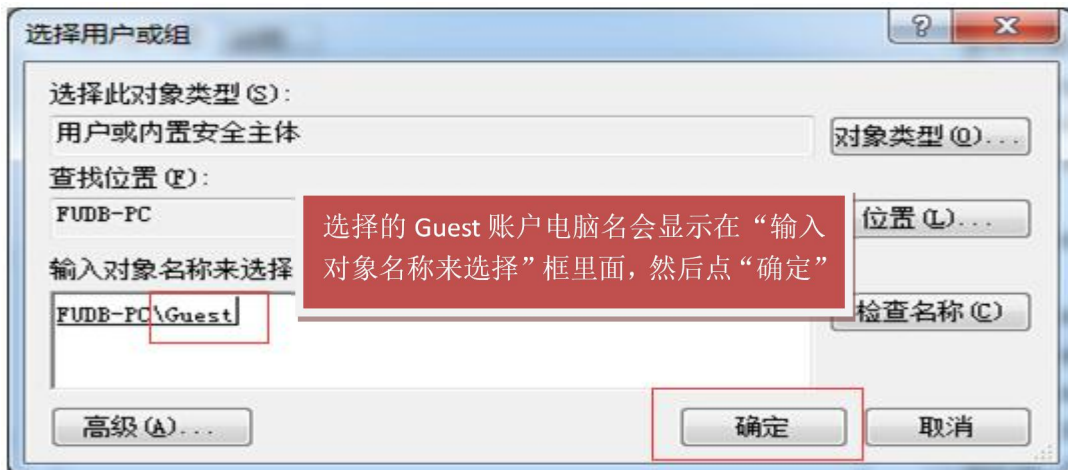 选择用户或组
选择此对象类型(S):
用户或内置安全主体
对象类型(O)...
查找位置(F):
FUDB-PC
位置(L)...
选择的 Guest 账户电脑名会显示在“输入
对象名称来选择”框里面，然后点“确定”
输入对象名称来选择
FUDB-PC\Guest
检查名称(C)
高级(A)...
确定
取消